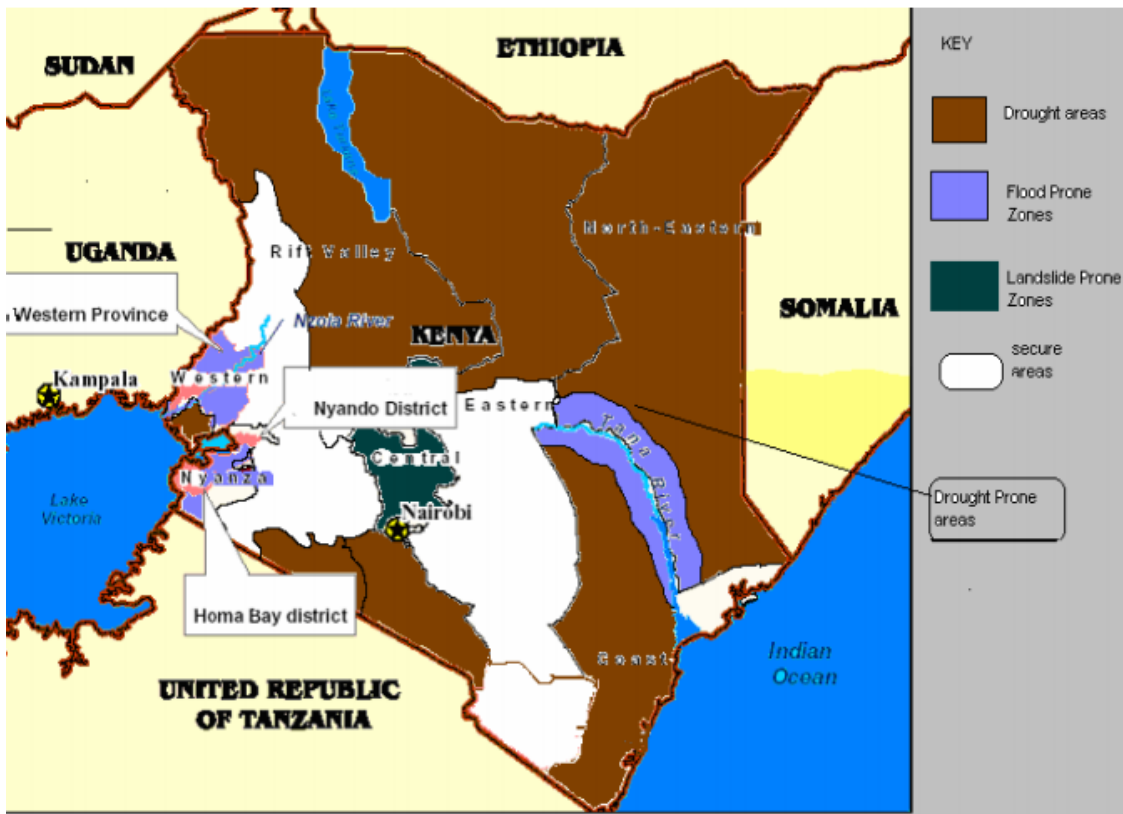 SUDAN
ETHIOPIA
UGANDA
Rift Valley
North-Eastern
KENYA
SOMALIA
Western Province
Nzoia River
Kampala
Western
Nyando District
Eastern
Tana
River
Central
Nyanza
Nairobi
Lake
Victoria
Homa Bay district
Coast
Indian
Ocean
UNITED REPUBLIC
OF TANZANIA
KEY
Drought areas
Flood Prone
Zones
Landslide Prone
Zones
secure
areas
Drought Prone
areas